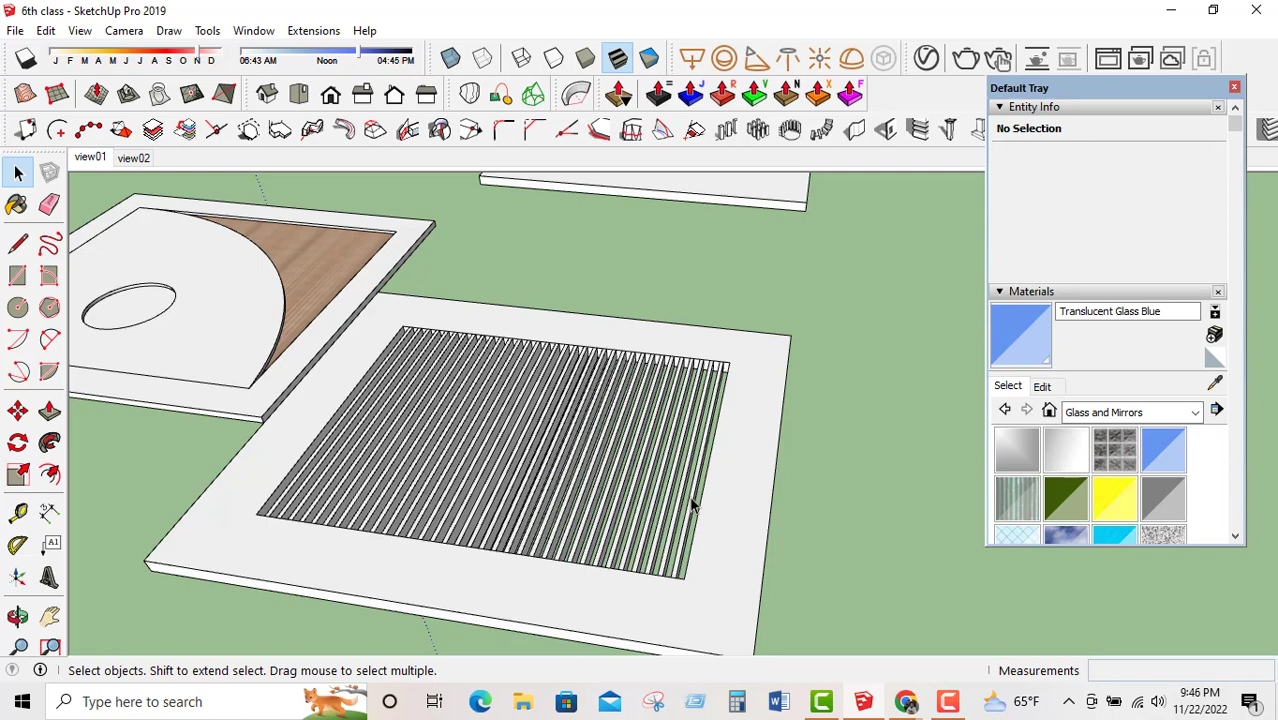 6th class - SketchUp Pro 2019
File Edit View Camera Draw Tools Window Extensions Help
J F M A M J J A S O N D 06:43 AM Noon 04:45 PM
J R V N X F
Default Tray
Entity Info
No Selection
view01 view02
Materials
Translucent Glass Blue
Select Edit
Glass and Mirrors
A1
Select objects. Shift to extend select. Drag mouse to select multiple.
Measurements
Type here to search
65°F
9:46 PM
11/22/2022
1